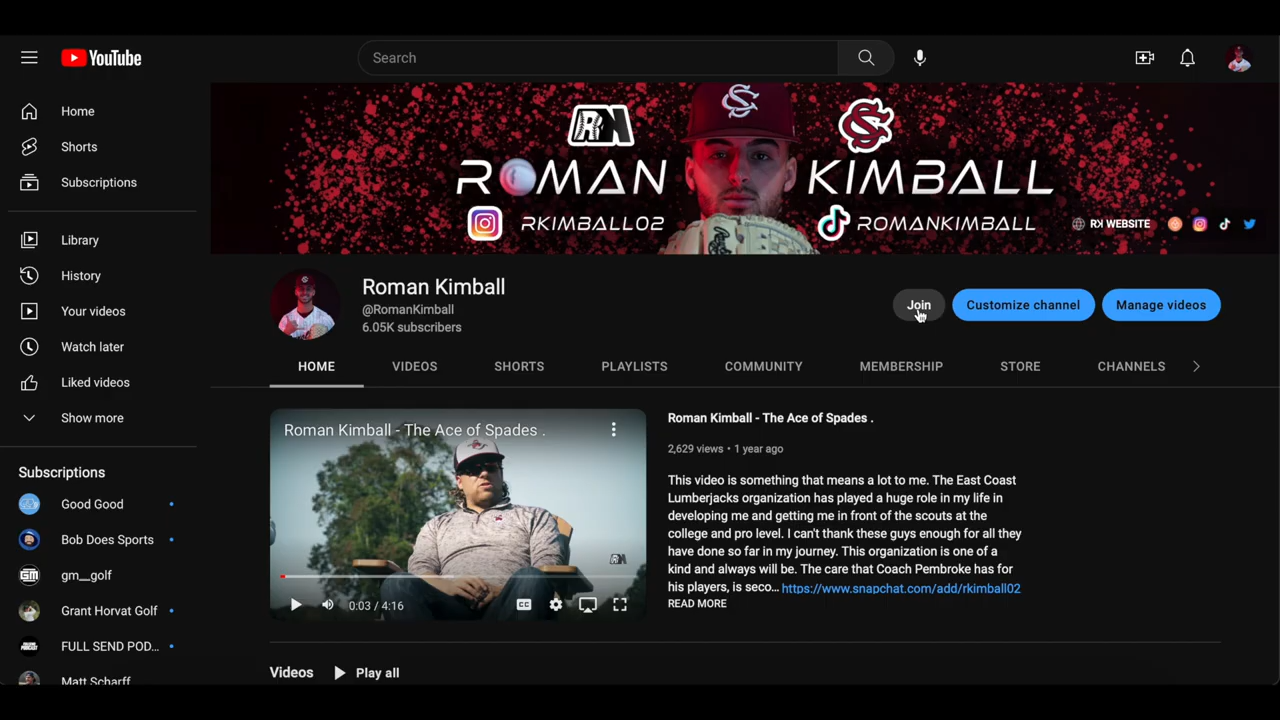 YouTube
Search
Home
Shorts
Subscriptions
Library
History
Your videos
Watch later
Liked videos
Show more
Subscriptions
Good Good
Bob Does Sports
gm__golf
Grant Horvat Golf
FULL SEND POD...
Matt Scharff
RK
SC
ROMAN KIMBALL
RKIMBALL02
ROMANKIMBALL
RK WEBSITE
Roman Kimball
@RomanKimball
6.05K subscribers
Join
Customize channel
Manage videos
HOME
VIDEOS
SHORTS
PLAYLISTS
COMMUNITY
MEMBERSHIP
STORE
CHANNELS
Roman Kimball - The Ace of Spades .
0:03 / 4:16
CC
Roman Kimball - The Ace of Spades .
2,629 views • 1 year ago
This video is something that means a lot to me. The East Coast
Lumberjacks organization has played a huge role in my life in
developing me and getting me in front of the scouts at the
college and pro level. I can't thank these guys enough for all they
have done so far in my journey. This organization is one of a
kind and always will be. The care that Coach Pembroke has for
his players, is seco... https://www.snapchat.com/add/rkimball02
READ MORE
Videos
Play all